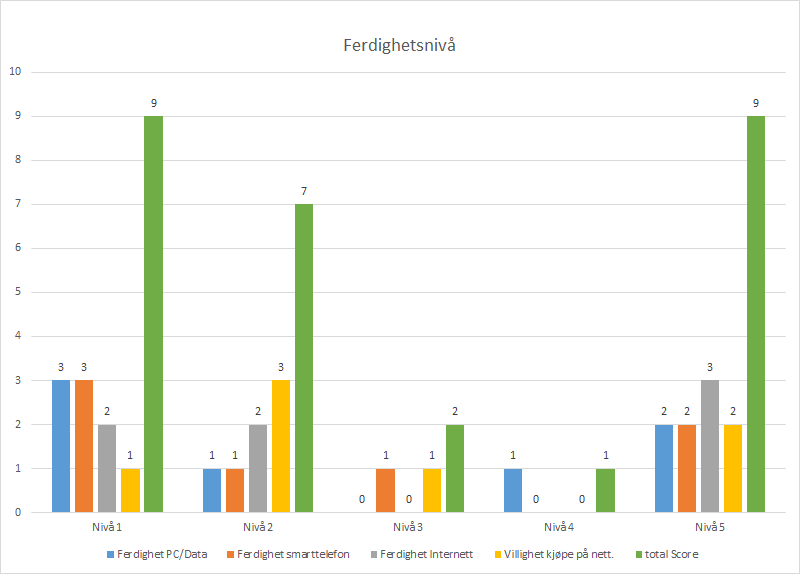 Ferdighetsnivå
10
9
8
7
6
5
4
3
2
1
0
3 3 2 1 9
1 1 2 3 7
0 1 0 1 2
1 0 0 1
2 2 3 2 9
Nivå 1 Nivå 2 Nivå 3 Nivå 4 Nivå 5
Ferdighet PC/Data Ferdighet smarttelefon Ferdighet Internett Villighet kjøpe på nett. total Score